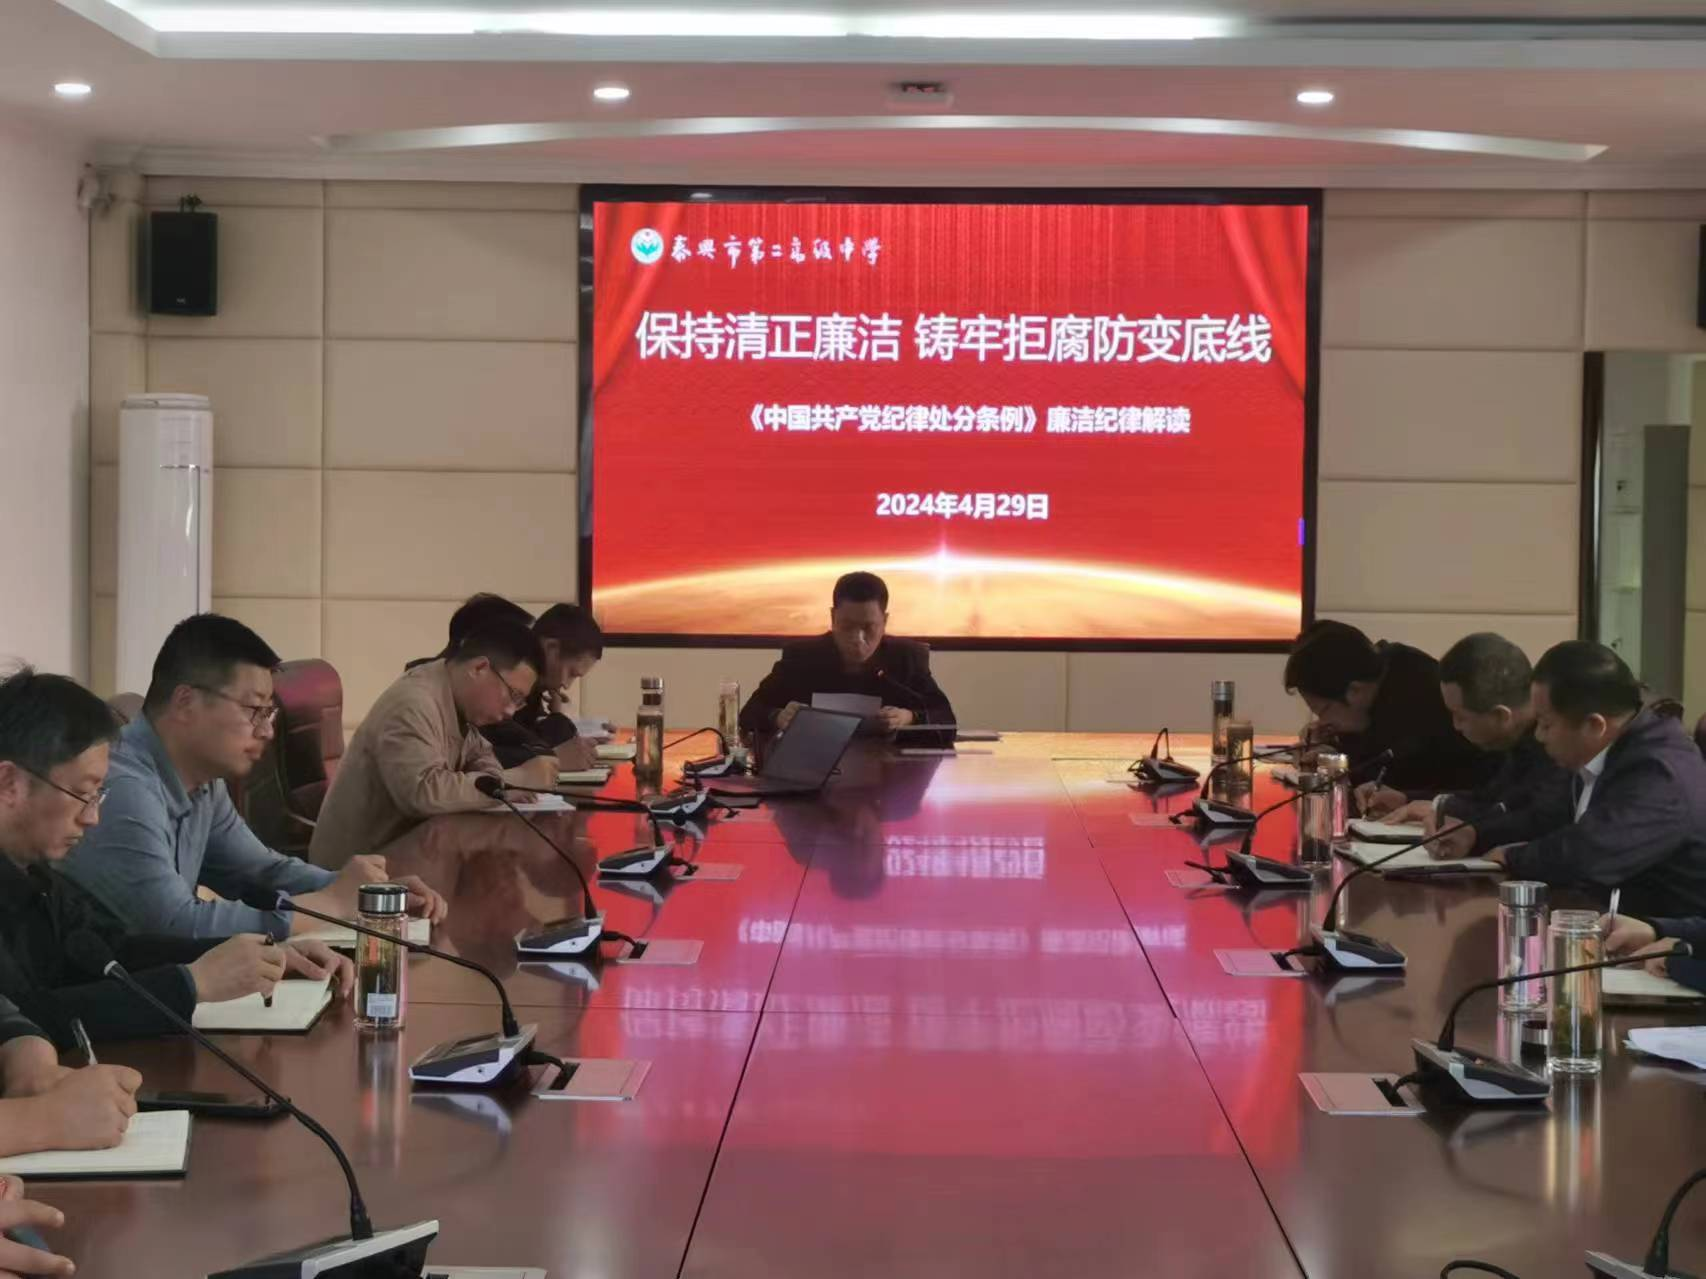 泰兴市第二高级中学
保持清正廉洁 铸牢拒腐防变底线
《中国共产党纪律处分条例》廉洁纪律解读
2024年4月29日